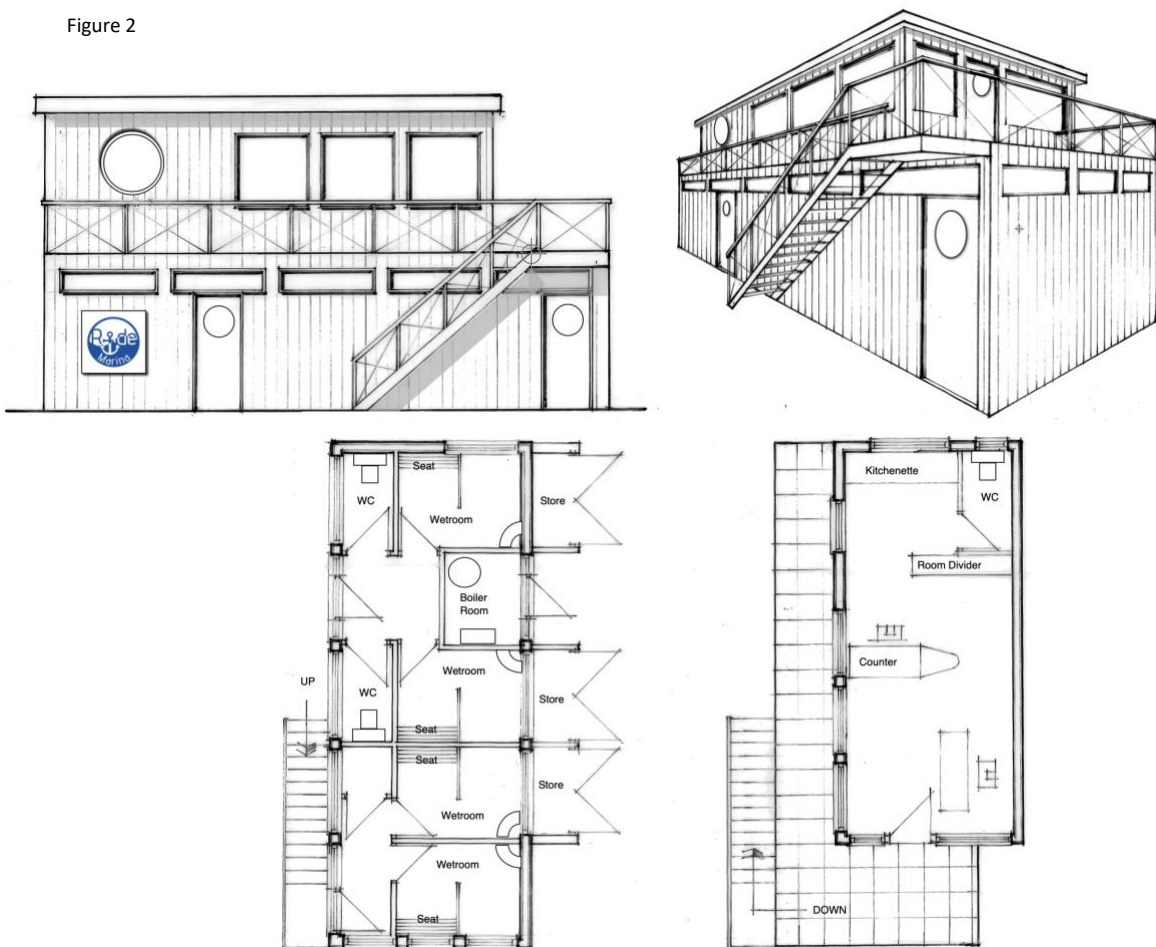 Figure 2
Marina
Seat
WC
Store
Wetroom
Boiler
Room
Wetroom
UP
WC
Store
Seat
Seat
Store
Wetroom
Wetroom
Seat
Kitchenette
WC
Room Divider
Counter
DOWN